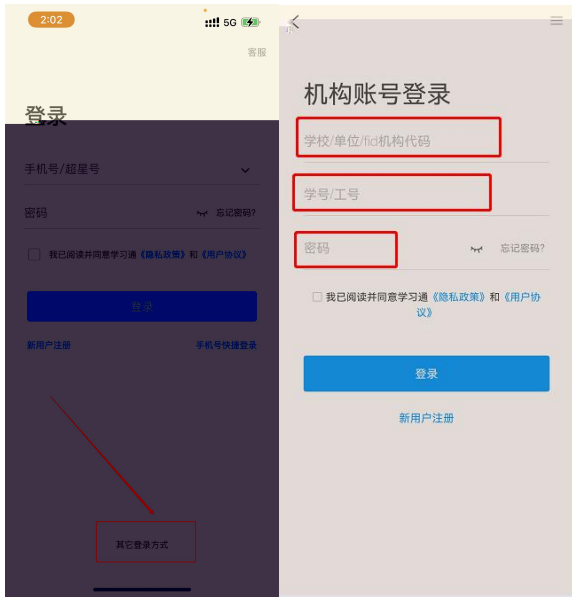 2:02
5G
客服
登录
手机号/超星号
密码
忘记密码?
我已阅读并同意学习通《隐私政策》和《用户协议》
登录
新用户注册
手机号快捷登录
其它登录方式
机构账号登录
学校/单位/fid机构代码
学号/工号
密码
忘记密码?
我已阅读并同意学习通《隐私政策》和《用户协
议》
登录
新用户注册